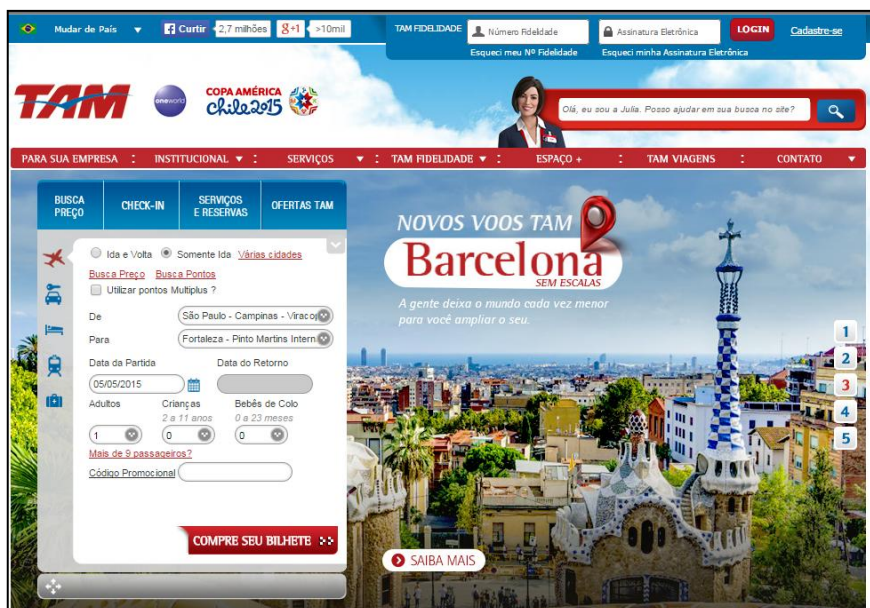 Mudar de País
Curtir 2,7 milhões
g+1 >10mil
TAM FIDELIDADE
Número Fidelidade
Assinatura Eletrônica
LOGIN
Cadastre-se
Esqueci meu Nº Fidelidade
Esqueci minha Assinatura Eletrônica
TAM
oneworld
COPA AMÉRICA
Chile2015
Olá, eu sou a Julia. Posso ajudar em sua busca no site?
PARA SUA EMPRESA : INSTITUCIONAL : SERVIÇOS : TAM FIDELIDADE : ESPAÇO + : TAM VIAGENS : CONTATO
BUSCA
PREÇO
CHECK-IN
SERVIÇOS
E RESERVAS
OFERTAS TAM
Ida e Volta
Somente Ida
Várias cidades
Busca Preço
Busca Pontos
Utilizar pontos Multiplus ?
De
São Paulo - Campinas - Viracop
Para
Fortaleza - Pinto Martins Intern
Data da Partida
Data do Retorno
05/05/2015
Adultos
Crianças
Bebês de Colo
2 a 11 anos
0 a 23 meses
1
0
0
Mais de 9 passageiros?
Código Promocional
COMPRE SEU BILHETE
NOVOS VOOS TAM
Barcelona
SEM ESCALAS
A gente deixa o mundo cada vez menor
para você ampliar o seu.
SAIBA MAIS
1
2
3
4
5